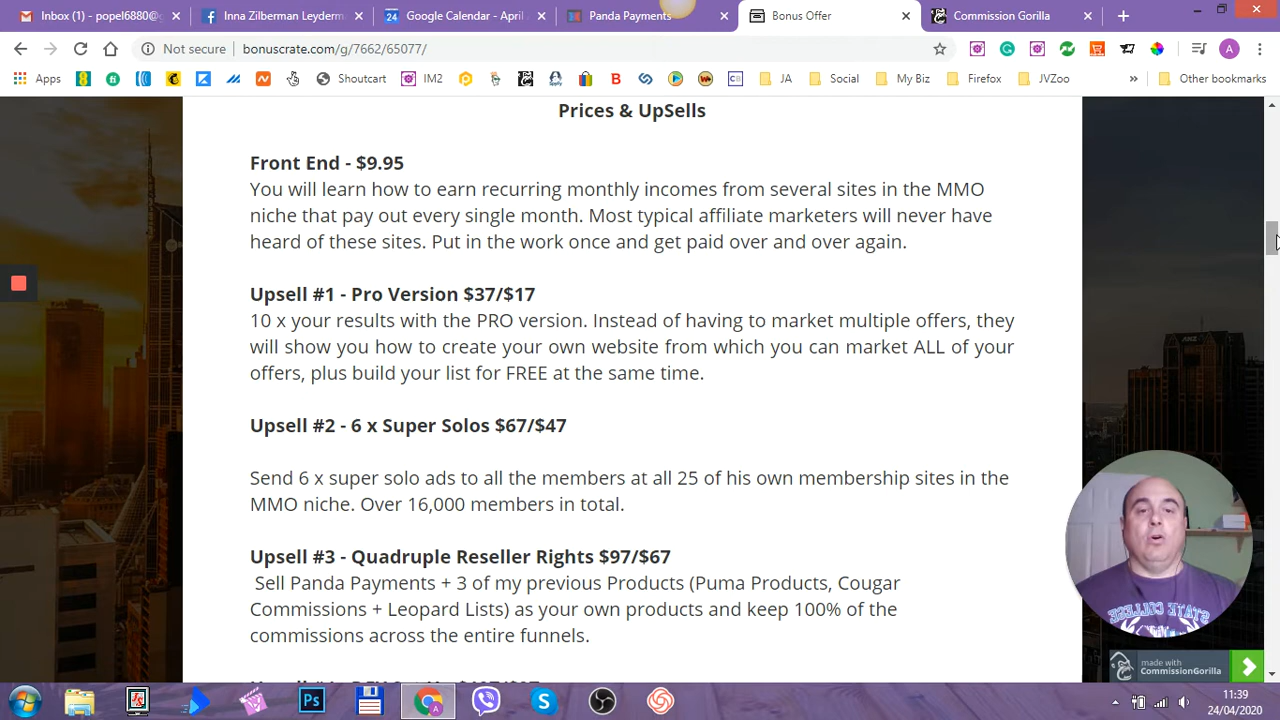 Inbox (1) - popel6880@g
Inna Zilberman Leyderm
24 Google Calendar - April
Panda Payments
Bonus Offer
Commission Gorilla
Not secure bonuscrate.com/g/7662/65077/
A
Apps
Shoutcart
IM2
B
CB
JA
Social
My Biz
Firefox
JVZoo
Other bookmarks
Prices & UpSells
Front End - $9.95
You will learn how to earn recurring monthly incomes from several sites in the MMO
niche that pay out every single month. Most typical affiliate marketers will never have
heard of these sites. Put in the work once and get paid over and over again.
Upsell #1 - Pro Version $37/$17
10 x your results with the PRO version. Instead of having to market multiple offers, they
will show you how to create your own website from which you can market ALL of your
offers, plus build your list for FREE at the same time.
Upsell #2 - 6 x Super Solos $67/$47
Send 6 x super solo ads to all the members at all 25 of his own membership sites in the
MMO niche. Over 16,000 members in total.
Upsell #3 - Quadruple Reseller Rights $97/$67
Sell Panda Payments + 3 of my previous Products (Puma Products, Cougar
Commissions + Leopard Lists) as your own products and keep 100% of the
commissions across the entire funnels.
STATE COLLEGE
made with
CommissionGorilla
Ps
S
11:39
24/04/2020